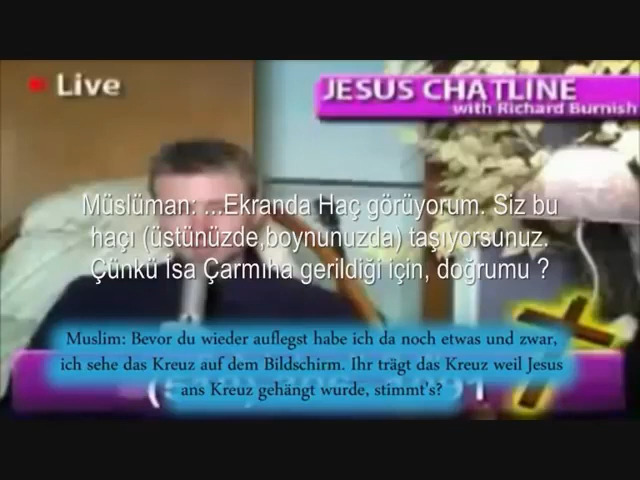 Live
JESUS CHATLINE
with Richard Burnish
Müslüman: ...Ekranda Haç görüyorum. Siz bu
haçı (üstünüzde,boynunuzda) taşıyorsunuz.
Çünkü İsa Çarmıha gerildiği için, doğrumu ?
Muslim: Bevor du wieder auflegst habe ich da noch etwas und zwar,
ich sehe das Kreuz auf dem Bildschirm. Ihr trägt das Kreuz weil Jesus
ans Kreuz gehängt wurde, stimmt's?